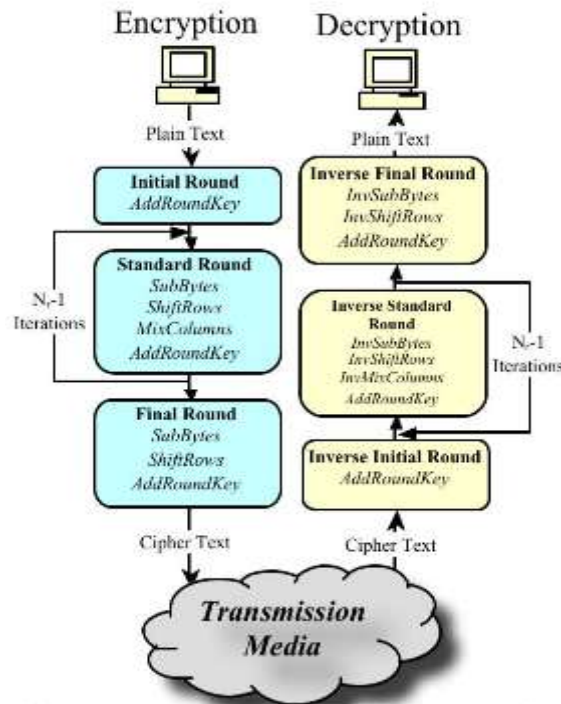 Encryption
Plain Text
Initial Round
AddRoundKey
Standard Round
SubBytes
ShiftRows
MixColumns
AddRoundKey
Nr-1
Iterations
Final Round
SubBytes
ShiftRows
AddRoundKey
Cipher Text
Decryption
Plain Text
Inverse Final Round
InvSubBytes
InvShiftRows
AddRoundKey
Inverse Standard
Round
InvSubBytes
InvShiftRows
InvMixColumns
AddRoundKey
Nr-1
Iterations
Inverse Initial Round
AddRoundKey
Cipher Text
Transmission
Media